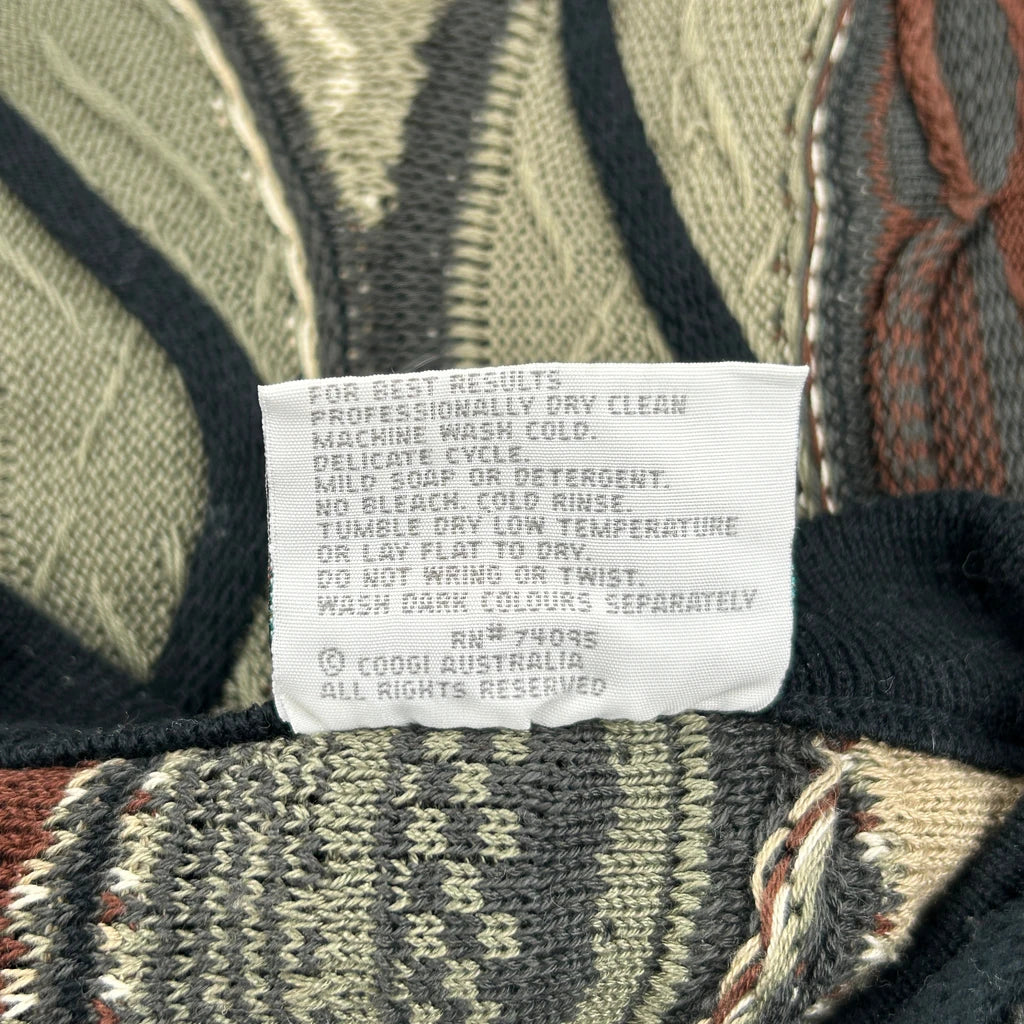 FOR BEST RESULTS
PROFESSIONALLY DRY CLEAN
MACHINE WASH COLD.
DELICATE CYCLE.
MILD SOAP OR DETERGENT.
NO BLEACH. COLD RINSE.
TUMBLE DRY LOW TEMPERATURE
OR LAY FLAT TO DRY.
DO NOT WRING OR TWIST.
WASH DARK COLOURS SEPARATELY
RN# 74095
© COOGI AUSTRALIA
ALL RIGHTS RESERVED